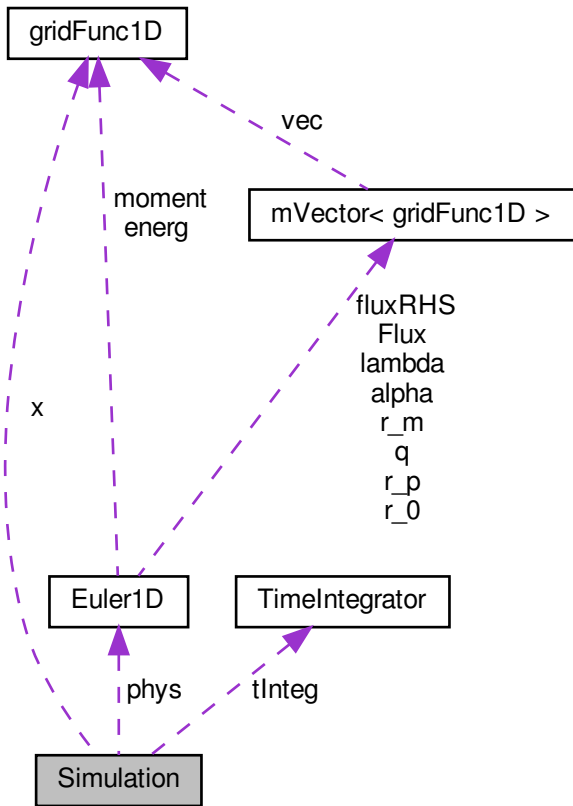 gridFunc1D
vec
moment
energ
mVector< gridFunc1D >
fluxRHS
Flux
lambda
alpha
r_m
q
r_p
r_0
x
Euler1D
TimeIntegrator
phys
tInteg
Simulation